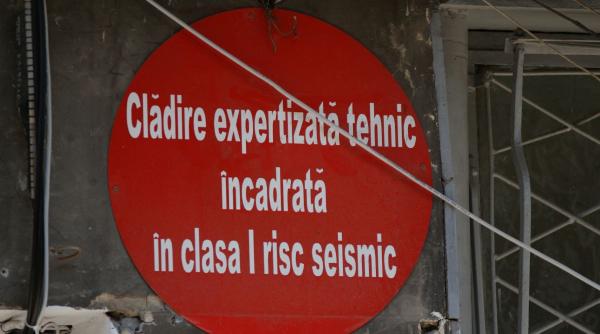 Clădire expertizată tehnic
încadrată
în clasa I risc seismic